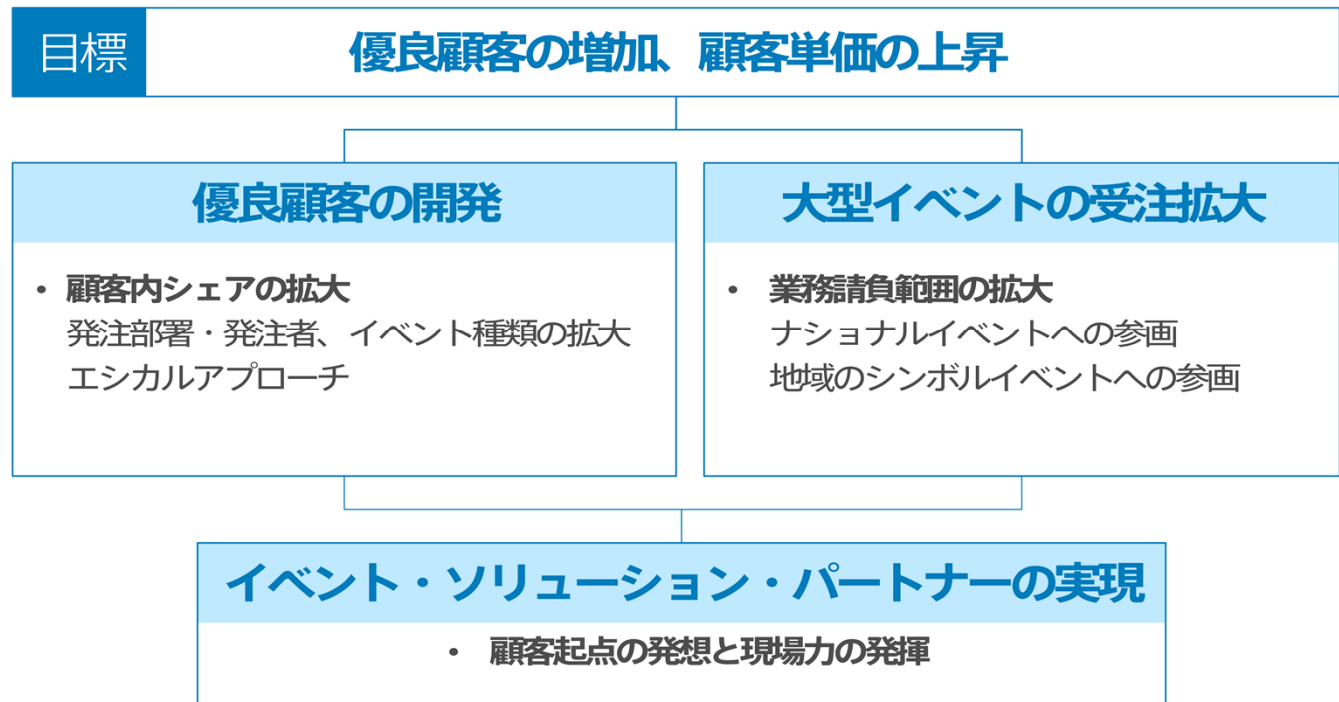 目標
優良顧客の増加、顧客単価の上昇
優良顧客の開発
• 顧客内シェアの拡大
発注部署・発注者、イベント種類の拡大
エシカルアプローチ
大型イベントの受注拡大
• 業務請負範囲の拡大
ナショナルイベントへの参画
地域のシンボルイベントへの参画
イベント・ソリューション・パートナーの実現
• 顧客起点の発想と現場力の発揮